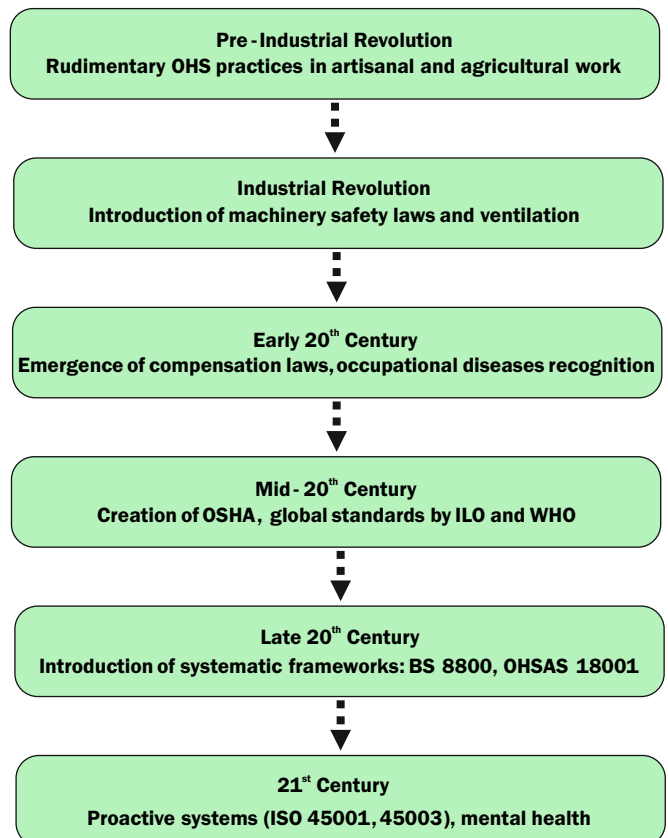 Pre-Industrial Revolution
Rudimentary OHS practices in artisanal and agricultural work
Industrial Revolution
Introduction of machinery safety laws and ventilation
Early 20th Century
Emergence of compensation laws, occupational diseases recognition
Mid-20th Century
Creation of OSHA, global standards by ILO and WHO
Late 20th Century
Introduction of systematic frameworks: BS 8800, OHSAS 18001
21st Century
Proactive systems (ISO 45001, 45003), mental health